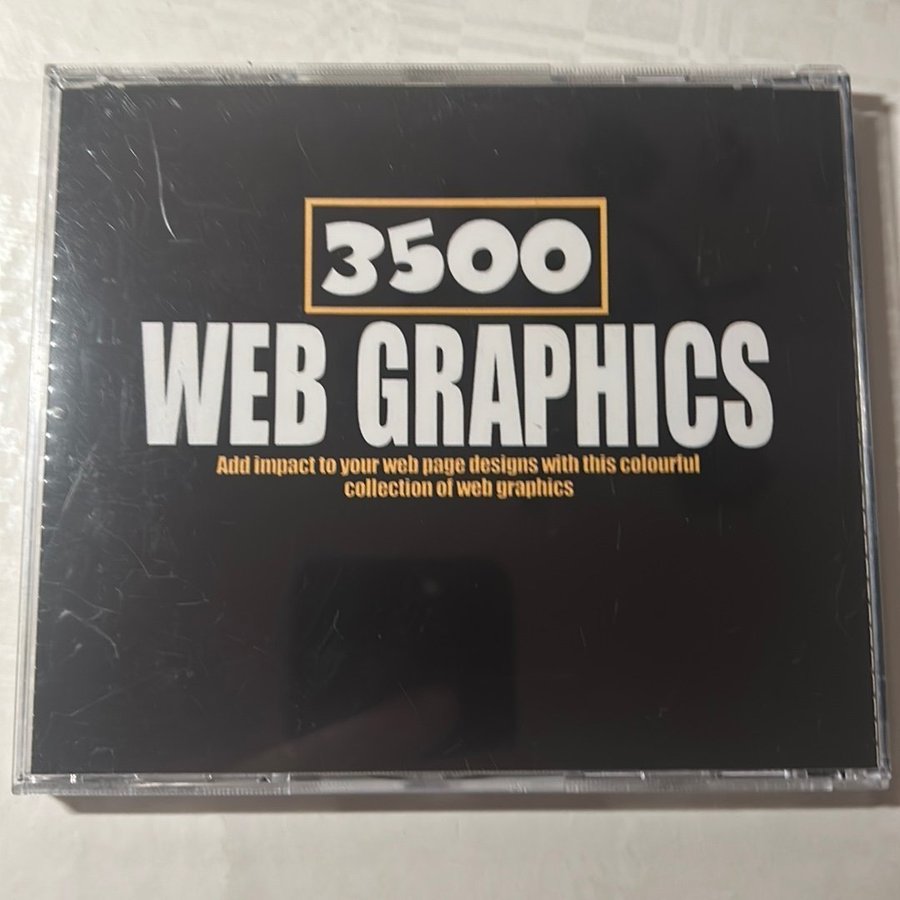 3500
WEB GRAPHICS
Add impact to your web page designs with this colourful
collection of web graphics